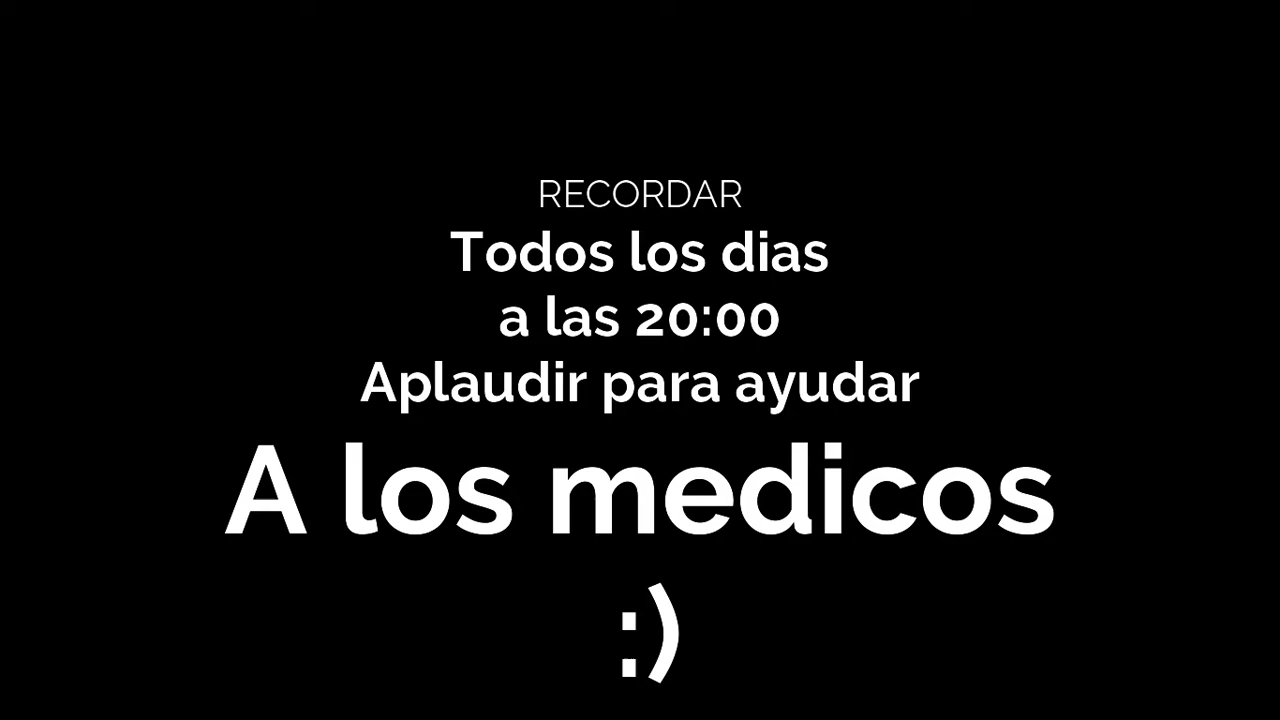 RECORDAR
Todos los dias
a las 20:00
Aplaudir para ayudar
A los medicos
:)